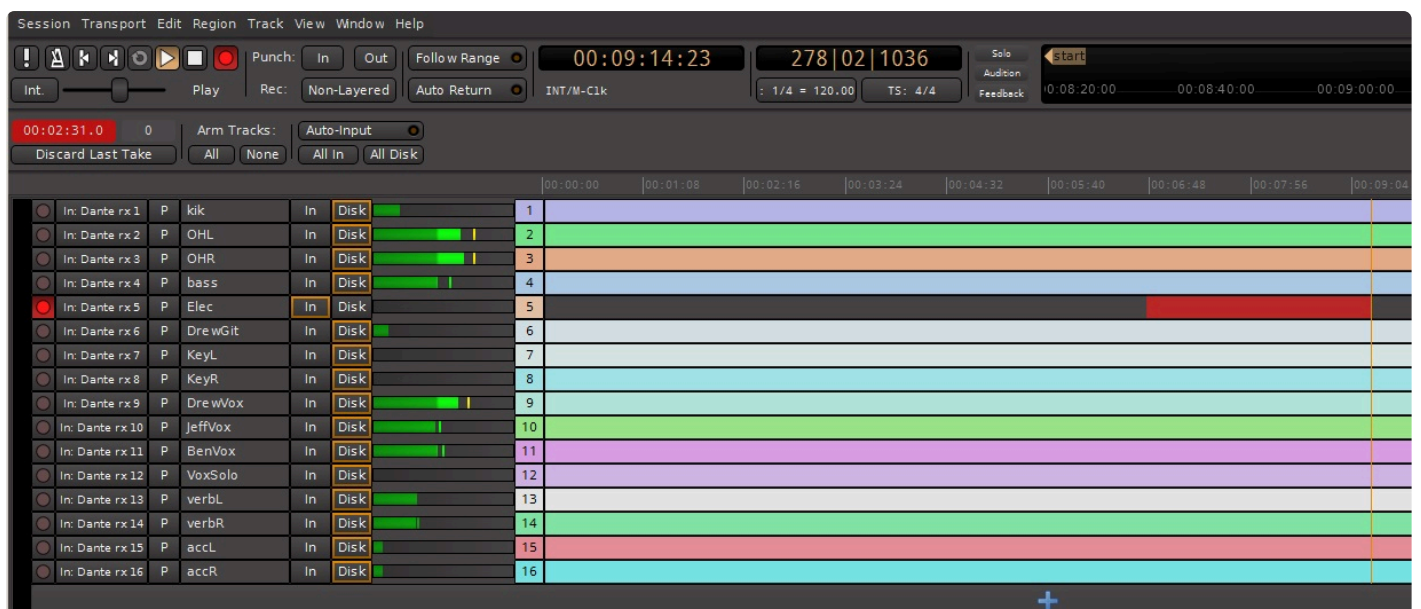 Session Transport Edit Region Track View Window Help
Punch: In Out Follow Range 00:09:14:23 278|02|1036 Solo start
Audition
Int. Play Rec: Non-Layered Auto Return INT/M-Clk : 1/4 = 120.00 TS: 4/4 Feedback 0:08:20:00 00:08:40:00 00:09:00:00
00:02:31.0 0 Arm Tracks: Auto-Input
Discard Last Take All None All In All Disk
00:00:00 00:01:08 00:02:16 00:03:24 00:04:32 00:05:40 00:06:48 00:07:56 00:09:04
In: Dante rx 1 P kik In Disk 1
In: Dante rx 2 P OHL In Disk 2
In: Dante rx 3 P OHR In Disk 3
In: Dante rx 4 P bass In Disk 4
In: Dante rx 5 P Elec In Disk 5
In: Dante rx 6 P DrewGit In Disk 6
In: Dante rx 7 P KeyL In Disk 7
In: Dante rx 8 P KeyR In Disk 8
In: Dante rx 9 P DrewVox In Disk 9
In: Dante rx 10 P JeffVox In Disk 10
In: Dante rx 11 P BenVox In Disk 11
In: Dante rx 12 P VoxSolo In Disk 12
In: Dante rx 13 P verbL In Disk 13
In: Dante rx 14 P verbR In Disk 14
In: Dante rx 15 P accL In Disk 15
In: Dante rx 16 P accR In Disk 16